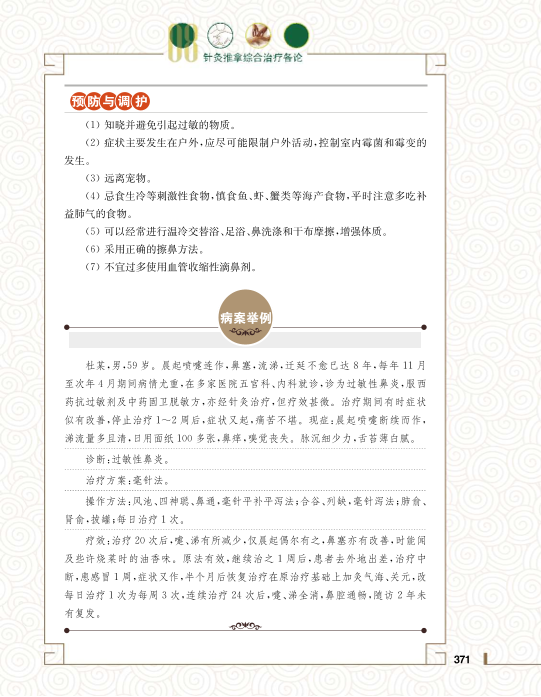 08
针灸推拿综合治疗各论
预防与调护
（1）知晓并避免引起过敏的物质。
（2）症状主要发生在户外，应尽可能限制户外活动，控制室内霉菌和霉变的
发生。
（3）远离宠物。
（4）忌食生冷等刺激性食物，慎食鱼、虾、蟹类等海产食物，平时注意多吃补
益肺气的食物。
（5）可以经常进行温冷交替浴、足浴、鼻洗涤和干布摩擦，增强体质。
（6）采用正确的擤鼻方法。
（7）不宜过多使用血管收缩性滴鼻剂。
病案举例
杜某，男，59 岁。晨起喷嚏连作，鼻塞，流涕，迁延不愈已达 8 年，每年 11 月
至次年 4 月期间病情尤重，在多家医院五官科、内科就诊，诊为过敏性鼻炎，服西
药抗过敏剂及中药固卫脱敏方，亦经针灸治疗，但疗效甚微。治疗期间有时症状
似有改善，停止治疗 1～2 周后，症状又起，痛苦不堪。现症：晨起喷嚏断续而作，
涕流量多且清，日用面纸 100 多张，鼻痒，嗅觉丧失。脉沉细少力，舌苔薄白腻。
诊断：过敏性鼻炎。
治疗方案：毫针法。
操作方法：风池、四神聪、鼻通，毫针平补平泻法；合谷、列缺，毫针泻法；肺俞、
肾俞，拔罐；每日治疗 1 次。
疗效：治疗 20 次后，嚏、涕有所减少，仅晨起偶尔有之，鼻塞亦有改善，时能闻
及些许烧菜时的油香味。原法有效，继续治之 1 周后，患者去外地出差，治疗中
断，患感冒 1 周，症状又作，半个月后恢复治疗在原治疗基础上加灸气海、关元，改
每日治疗 1 次为每周 3 次，连续治疗 24 次后，嚏、涕全消，鼻腔通畅，随访 2 年未
有复发。
371